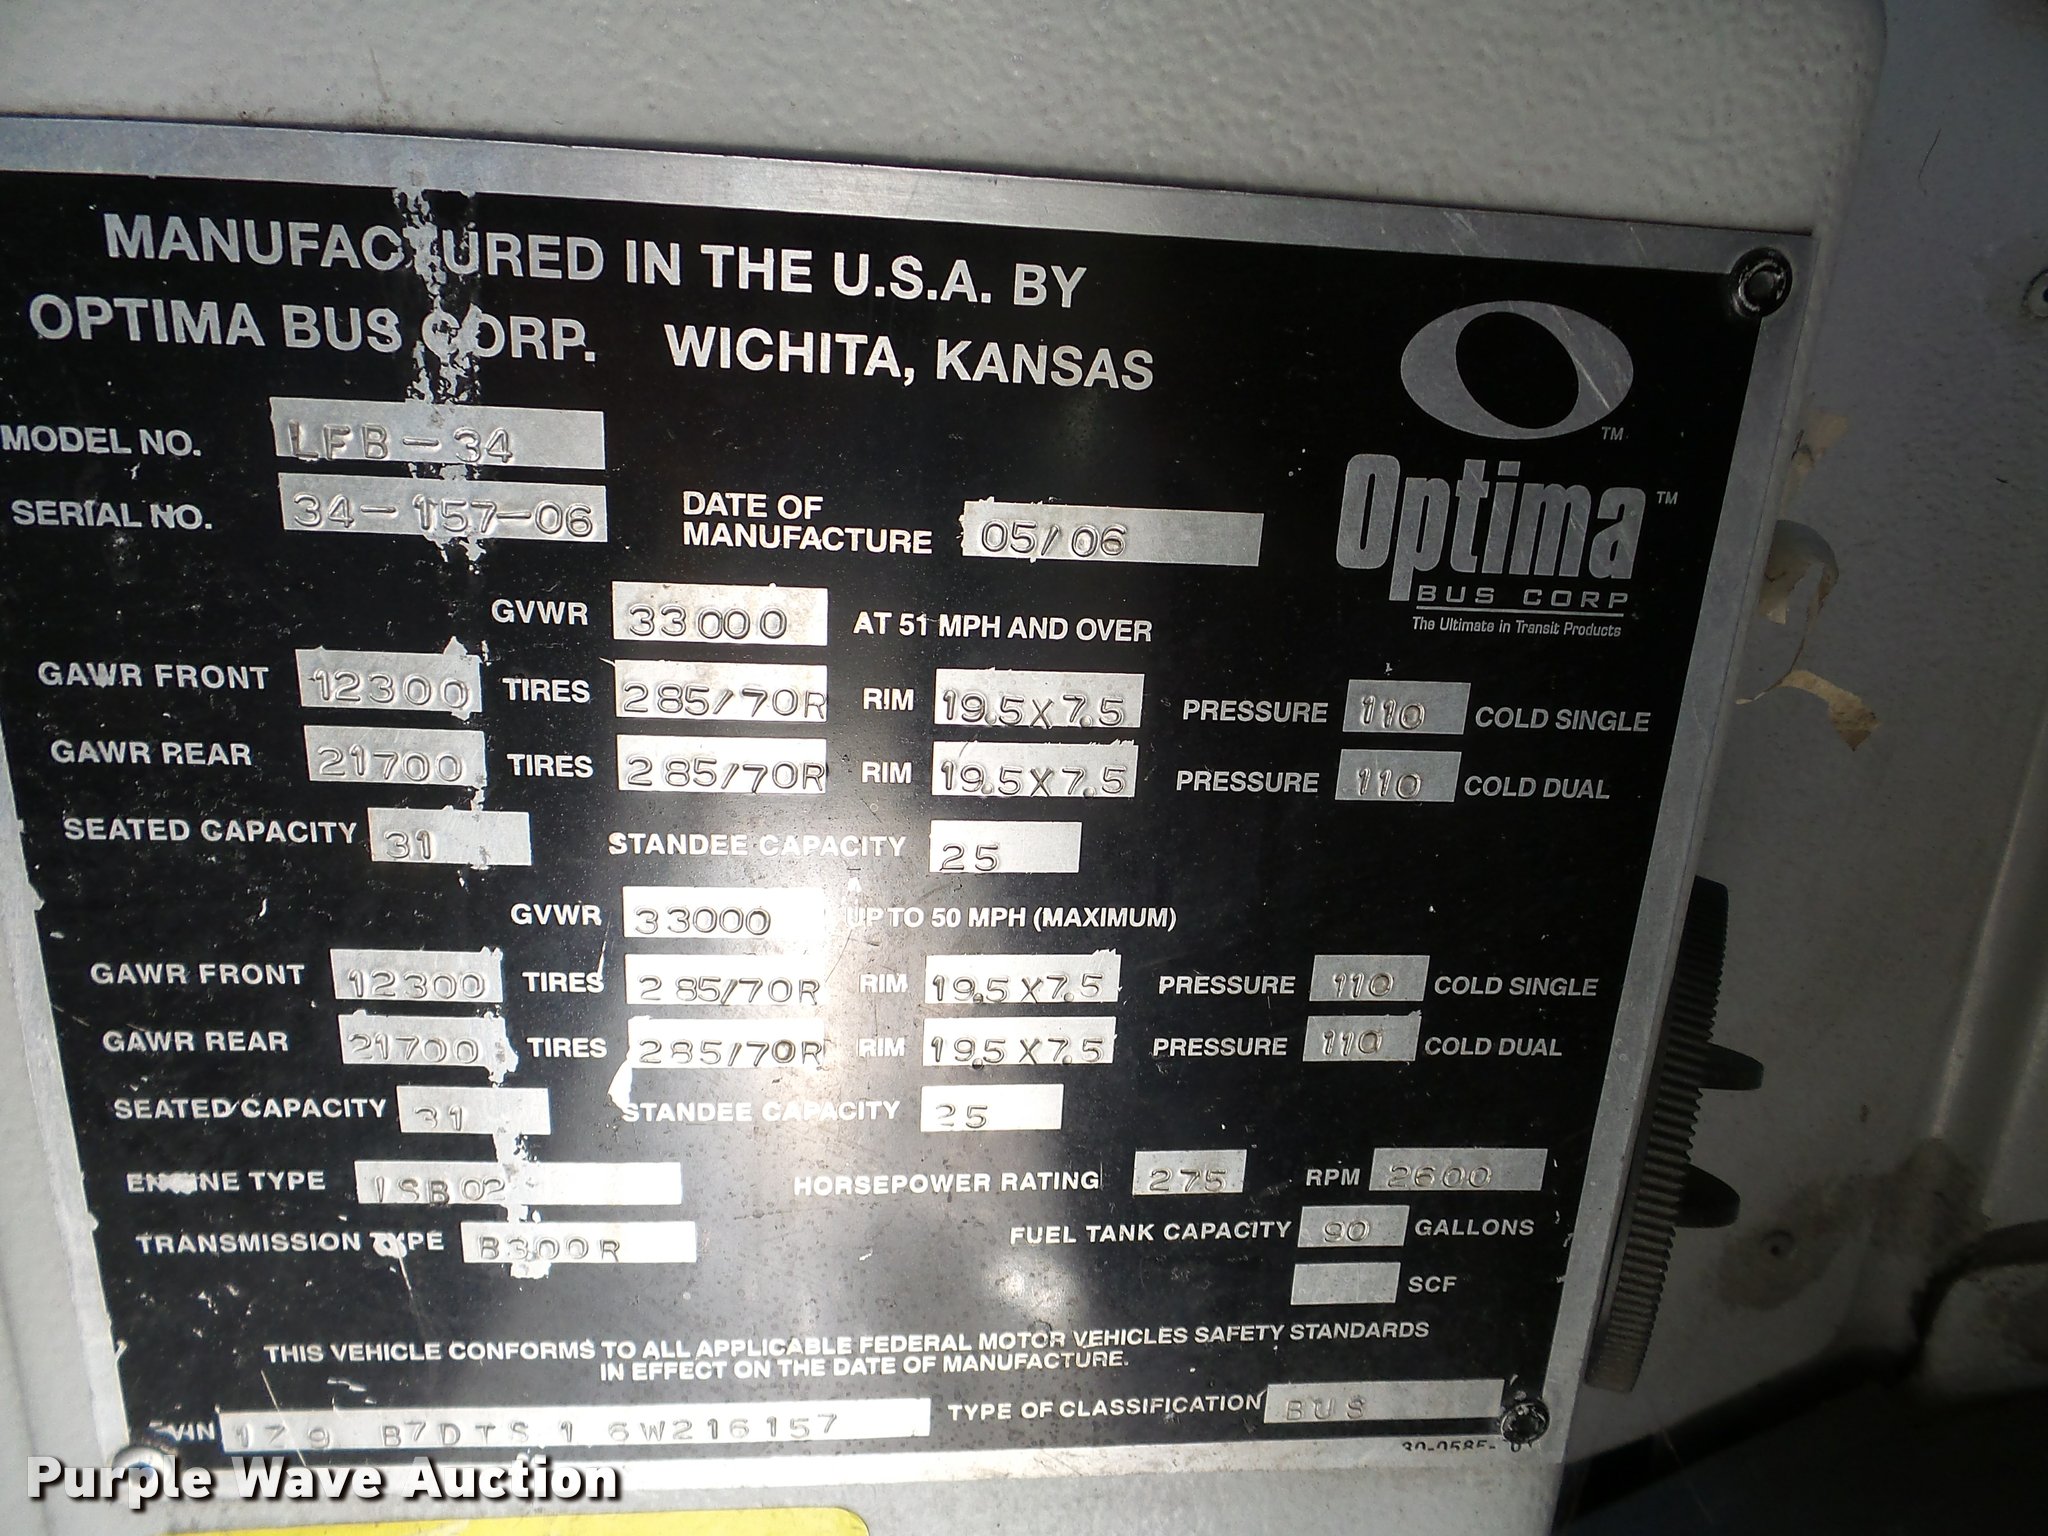 MANUFACTURED IN THE U.S.A. BY
OPTIMA BUS CORP. WICHITA, KANSAS
TM
Optima TM
BUS CORP
The Ultimate in Transit Products
MODEL NO. LFB-34
SERIAL NO. 34-157-06 DATE OF MANUFACTURE 05/06
GVWR 33000 AT 51 MPH AND OVER
GAWR FRONT 12300 TIRES 285/70R RIM 19.5X7.5 PRESSURE 110 COLD SINGLE
GAWR REAR 21700 TIRES 285/70R RIM 19.5X7.5 PRESSURE 110 COLD DUAL
SEATED CAPACITY 31 STANDEE CAPACITY 25
GVWR 33000 UP TO 50 MPH (MAXIMUM)
GAWR FRONT 12300 TIRES 285/70R RIM 19.5X7.5 PRESSURE 110 COLD SINGLE
GAWR REAR 21700 TIRES 285/70R RIM 19.5X7.5 PRESSURE 110 COLD DUAL
SEATED CAPACITY 31 STANDEE CAPACITY 25
ENGINE TYPE ISB02 HORSEPOWER RATING 275 RPM 2600
TRANSMISSION TYPE B300R FUEL TANK CAPACITY 90 GALLONS
SCF
THIS VEHICLE CONFORMS TO ALL APPLICABLE FEDERAL MOTOR VEHICLES SAFETY STANDARDS
IN EFFECT ON THE DATE OF MANUFACTURE.
VIN 1Z9 B7DTS 1 6W216157 TYPE OF CLASSIFICATION BUS
Purple Wave Auction